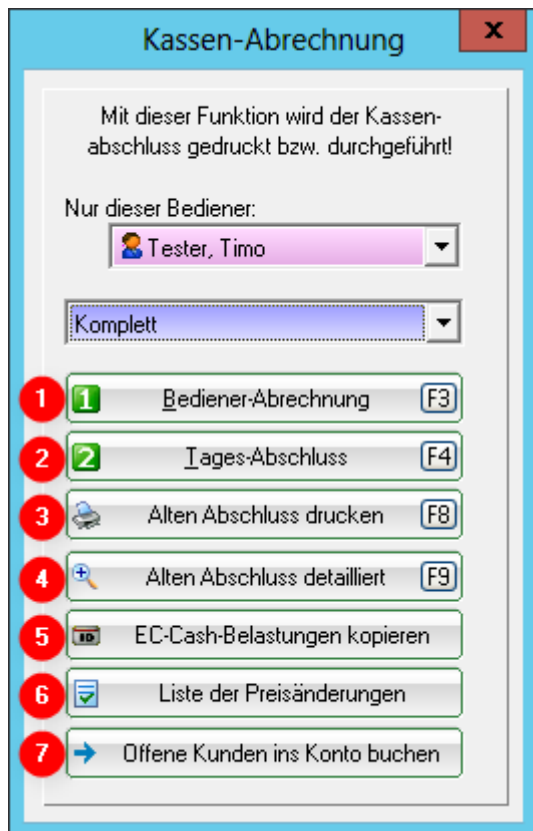 Kassen-Abrechnung x
Mit dieser Funktion wird der Kassen-
abschluss gedruckt bzw. durchgeführt!
Nur dieser Bediener:
Tester, Timo
Komplett
1 1 Bediener-Abrechnung F3
2 2 Tages-Abschluss F4
3 Alten Abschluss drucken F8
4 Alten Abschluss detailliert F9
5 ID EC-Cash-Belastungen kopieren
6 Liste der Preisänderungen
7 Offene Kunden ins Konto buchen